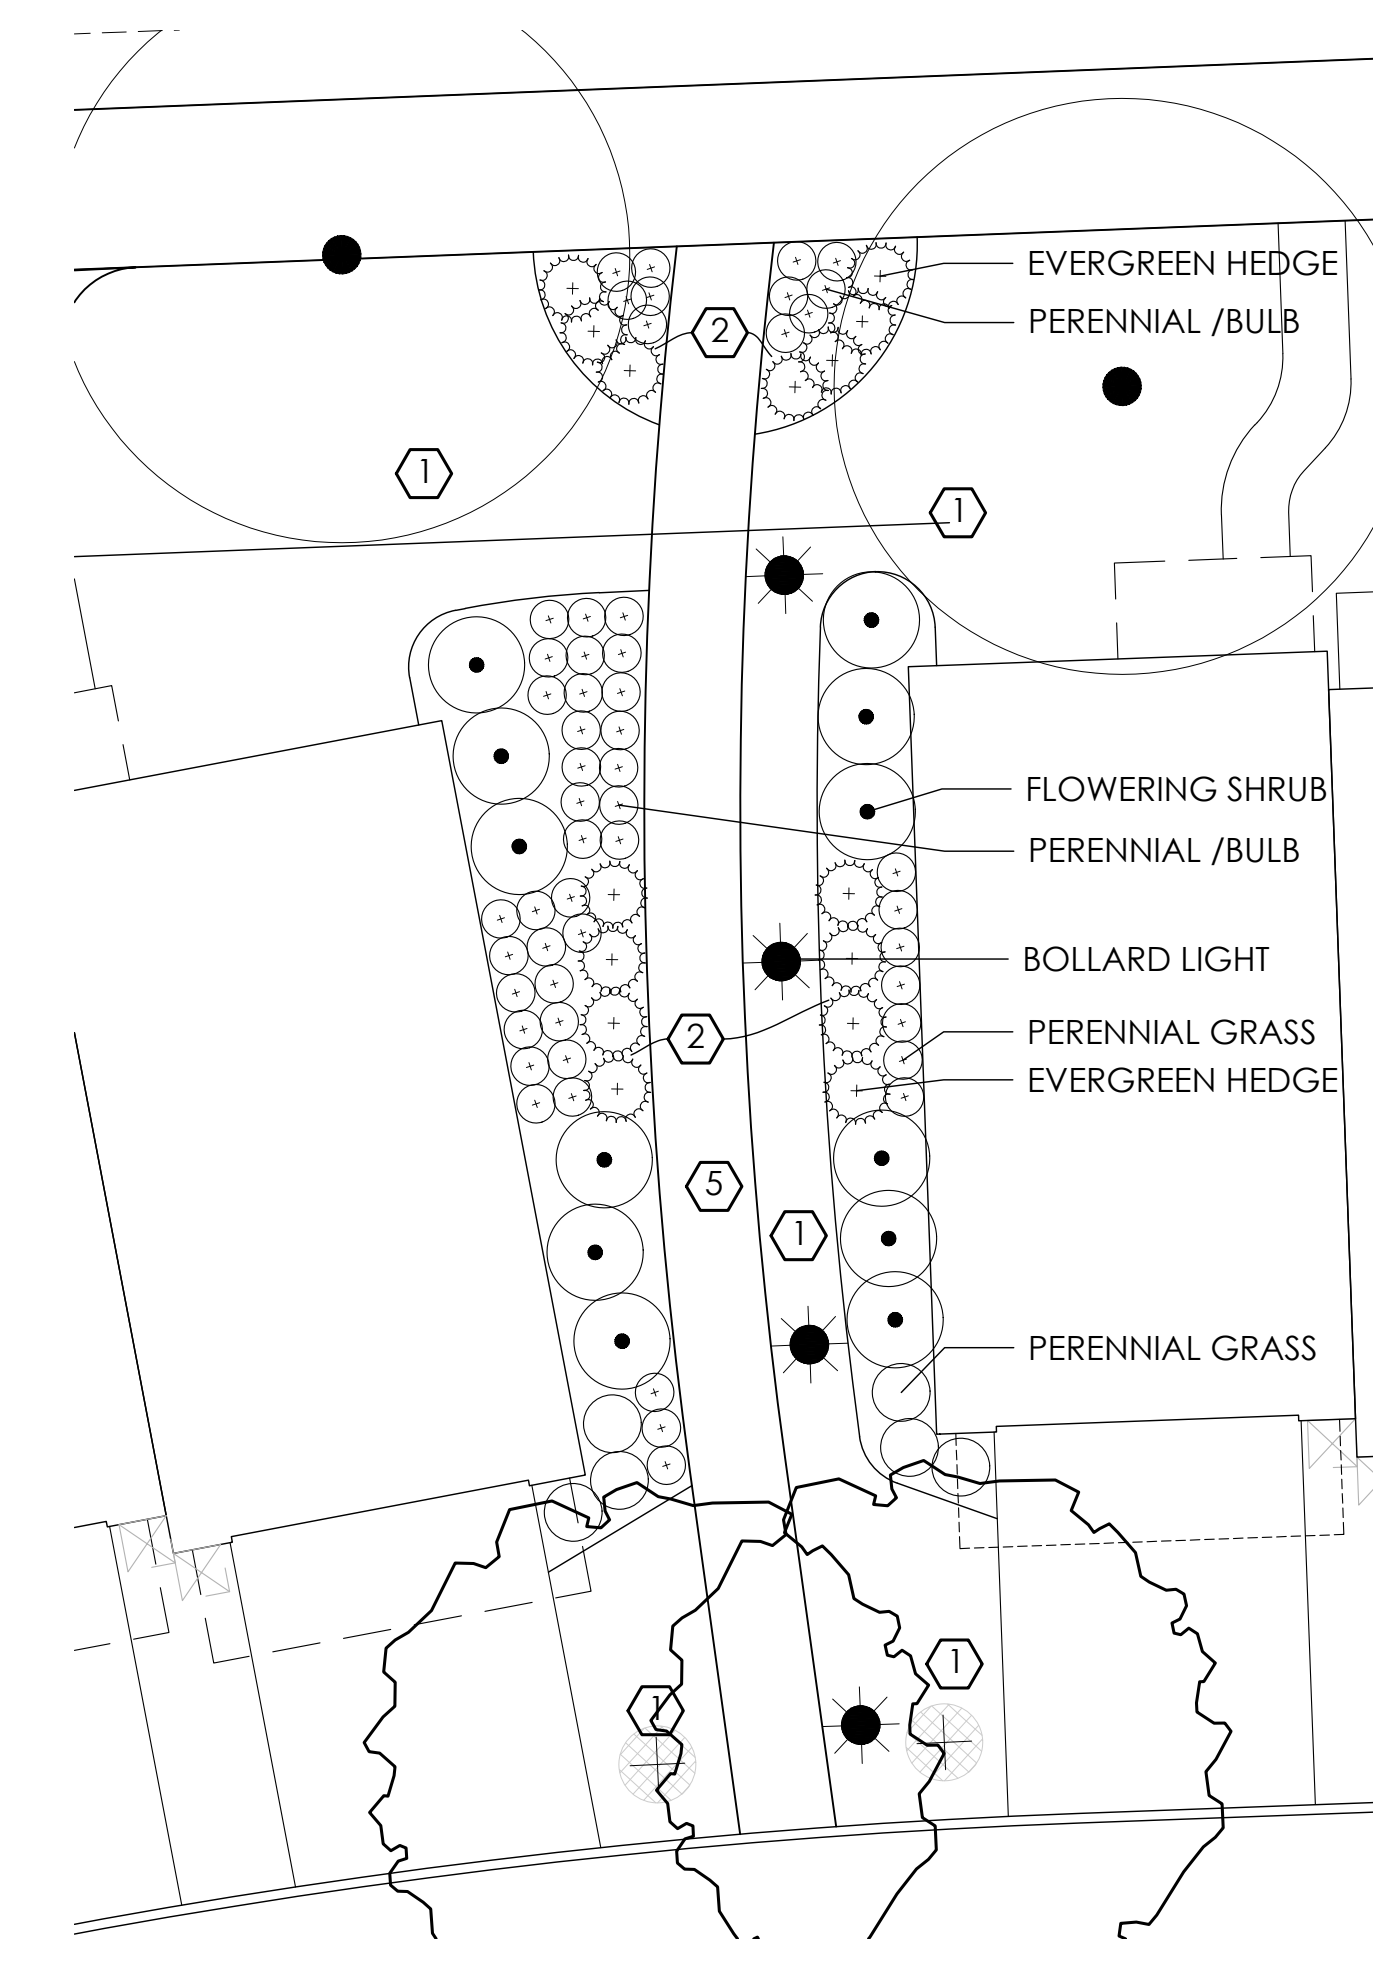 EVERGREEN HEDGE
PERENNIAL /BULB
2
1
1
FLOWERING SHRUB
PERENNIAL /BULB
BOLLARD LIGHT
PERENNIAL GRASS
2
EVERGREEN HEDGE
5
1
PERENNIAL GRASS
1
1